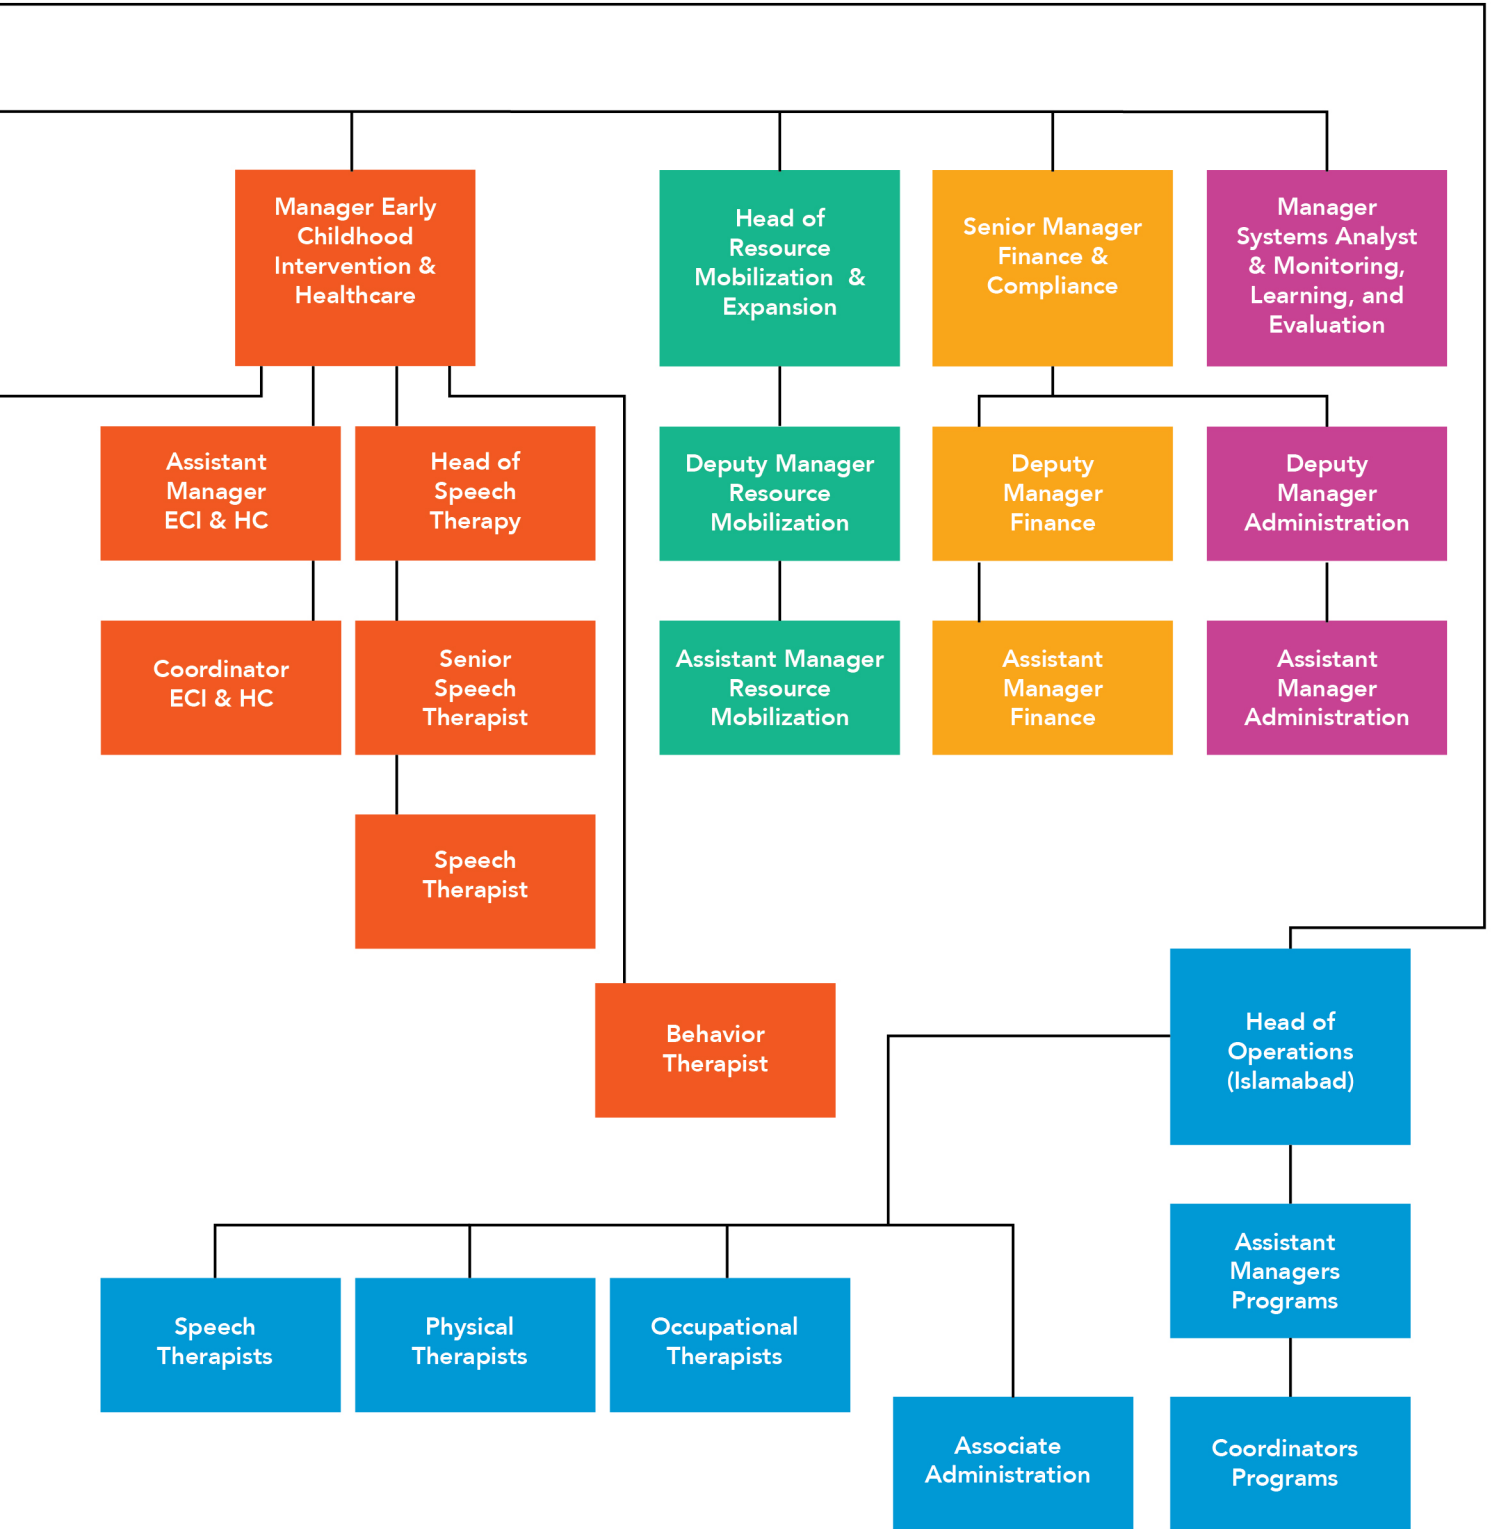 Manager Early
Childhood
Intervention &
Healthcare
Head of
Resource
Mobilization &
Expansion
Senior Manager
Finance &
Compliance
Manager
Systems Analyst
& Monitoring,
Learning, and
Evaluation
Assistant
Manager
ECI & HC
Head of
Speech
Therapy
Deputy Manager
Resource
Mobilization
Deputy
Manager
Finance
Deputy
Manager
Administration
Coordinator
ECI & HC
Senior
Speech
Therapist
Assistant Manager
Resource
Mobilization
Assistant
Manager
Finance
Assistant
Manager
Administration
Speech
Therapist
Behavior
Therapist
Head of
Operations
(Islamabad)
Assistant
Managers
Programs
Speech
Therapists
Physical
Therapists
Occupational
Therapists
Associate
Administration
Coordinators
Programs